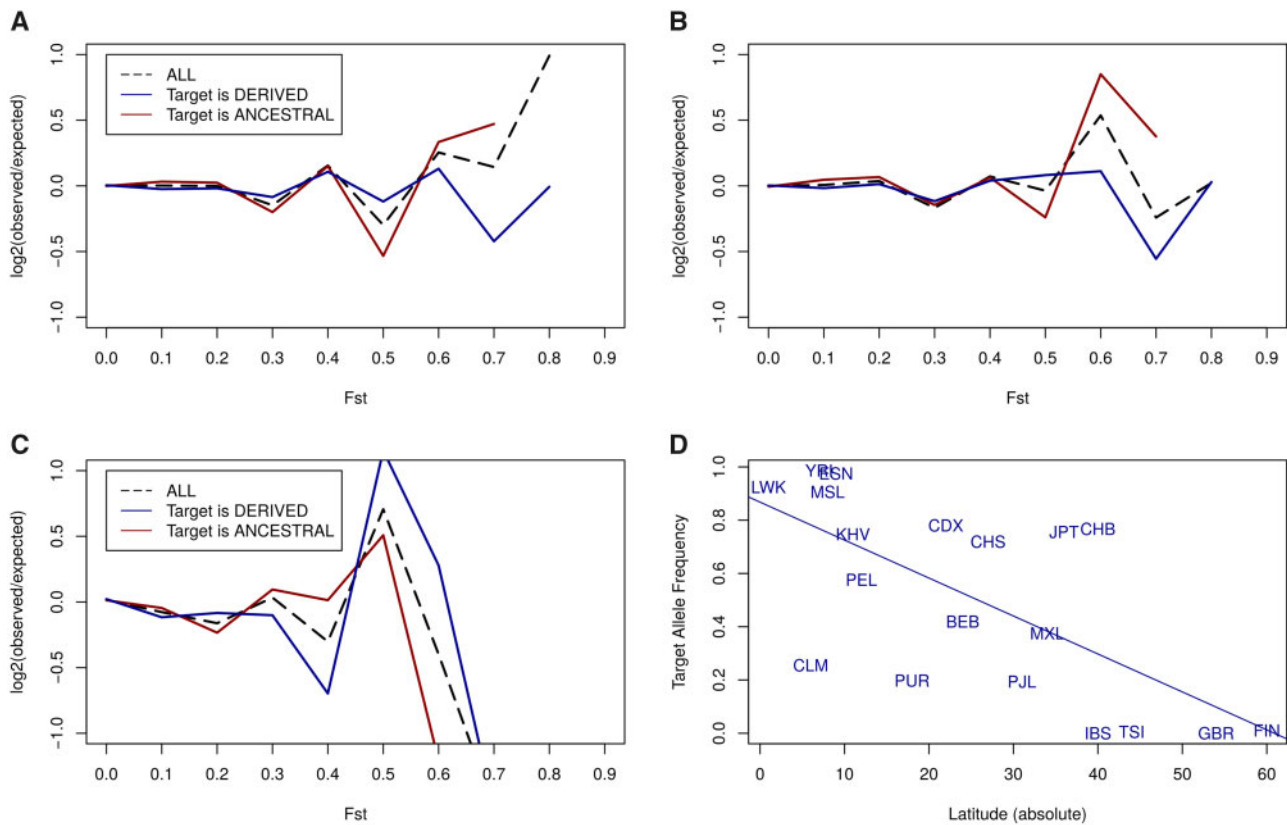 A
log2(observed/expected)
1.0
0.5
0.0
−0.5
−1.0
ALL
Target is DERIVED
Target is ANCESTRAL
0.0 0.1 0.2 0.3 0.4 0.5 0.6 0.7 0.8 0.9
Fst
B
log2(observed/expected)
1.0
0.5
0.0
−0.5
−1.0
0.0 0.1 0.2 0.3 0.4 0.5 0.6 0.7 0.8 0.9
Fst
C
log2(observed/expected)
1.0
0.5
0.0
−0.5
−1.0
ALL
Target is DERIVED
Target is ANCESTRAL
0.0 0.1 0.2 0.3 0.4 0.5 0.6 0.7 0.8 0.9
Fst
D
Target Allele Frequency
1.0
0.8
0.6
0.4
0.2
0.0
YRI
ESN
LWK
MSL
KHV
CDX
CHS
JPT
CHB
PEL
BEB
MXL
CLM
PUR
PJL
IBS
TSI
GBR
FIN
0 10 20 30 40 50 60
Latitude (absolute)